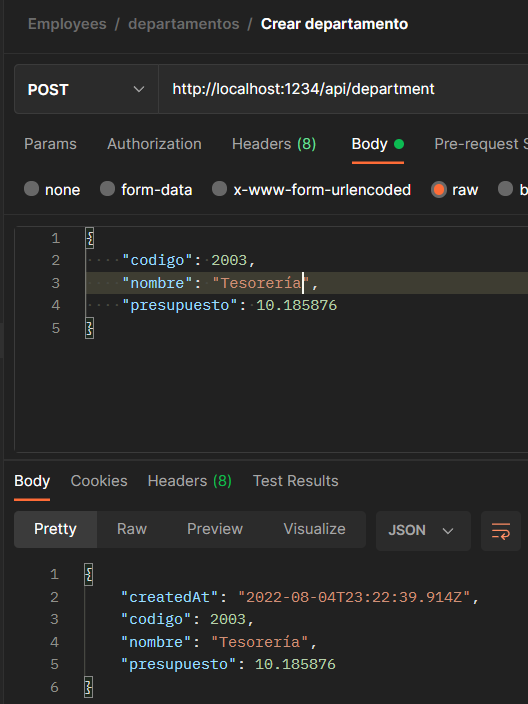 Employees / departamentos / Crear departamento
POST http://localhost:1234/api/department
Params Authorization Headers (8) Body Pre-request S
none form-data x-www-form-urlencoded raw b
1 {
2 "codigo": 2003,
3 "nombre": "Tesorería",
4 "presupuesto": 10.185876
5 }
Body Cookies Headers (8) Test Results
Pretty Raw Preview Visualize JSON
1 {
2 "createdAt": "2022-08-04T23:22:39.914Z",
3 "codigo": 2003,
4 "nombre": "Tesorería",
5 "presupuesto": 10.185876
6 }